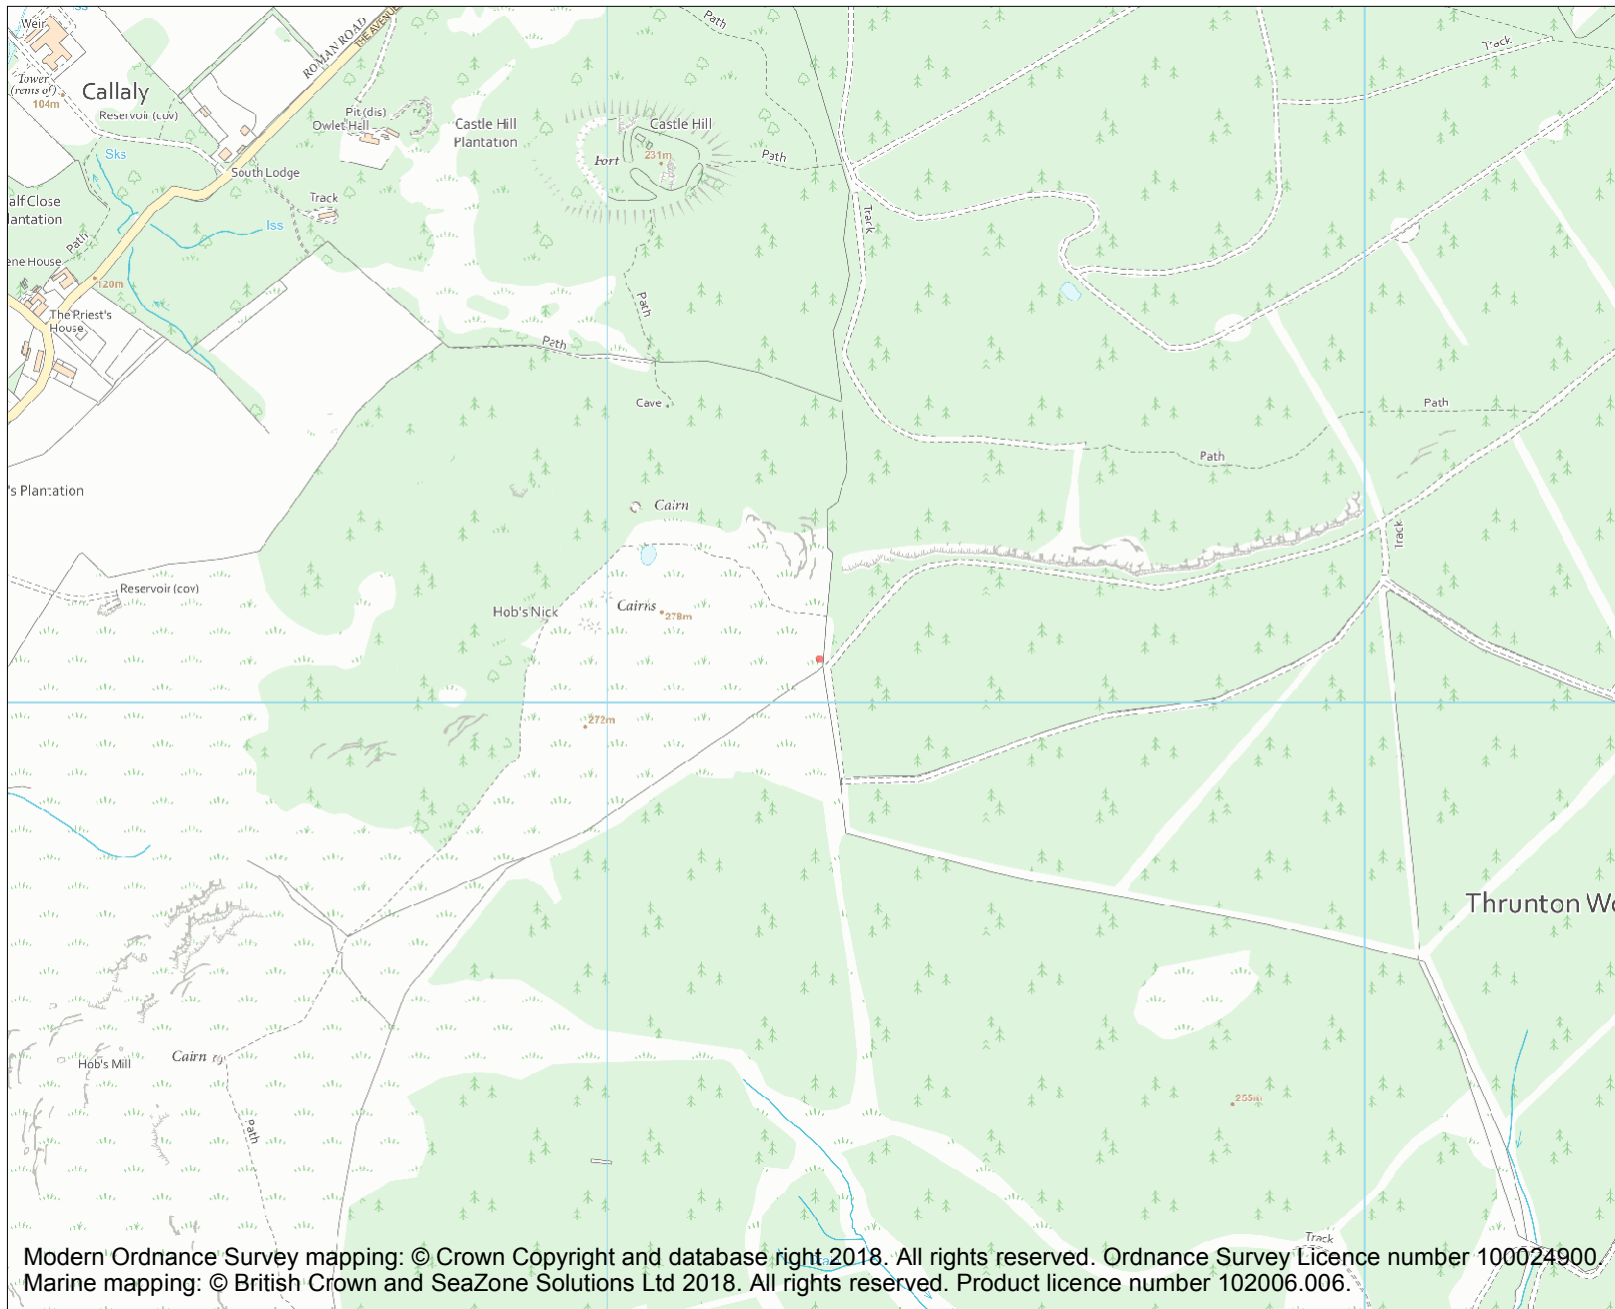 Weir
Iss
ROMAN ROAD
THE AVENUE
Path
Track
Tower
(rems of)
104m
Callaly
Reservoir (cov)
Pit (dis)
Owlet Hall
Castle Hill
Plantation
Castle Hill
Fort
231m
Path
Sks
South Lodge
Track
Iss
Track
alf Close
lantation
Path
ene House
120m
The Priest's
House
Path
Path
Cave
Path
Path
's Plantation
Cairn
Track
Reservoir (cov)
Hob's Nick
Cairns
278m
272m
Thrunton Wo
Hob's Mill
Cairn
Path
255m
Track
Modern Ordnance Survey mapping: © Crown Copyright and database right 2018. All rights reserved. Ordnance Survey Licence number 100024900.
Marine mapping: © British Crown and SeaZone Solutions Ltd 2018. All rights reserved. Product licence number 102006.006.